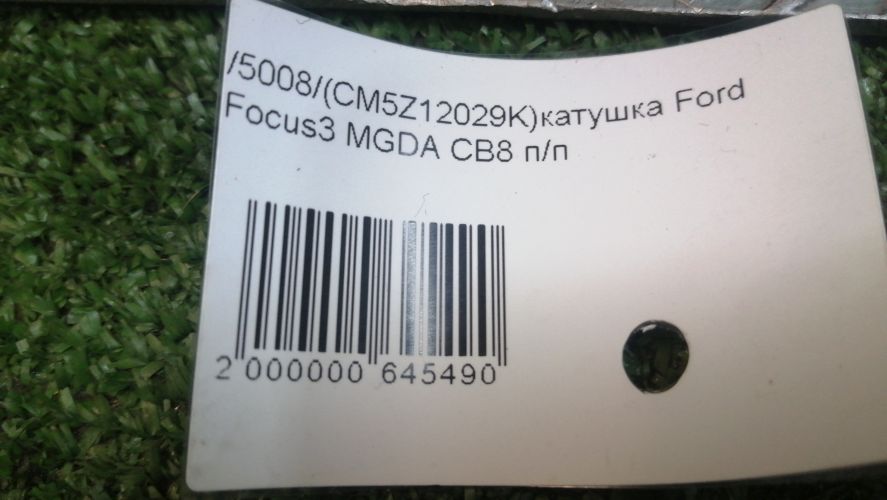 /5008/(CM5Z12029K)катушка Ford
Focus3 MGDA CB8 п/п
2 000000 645490